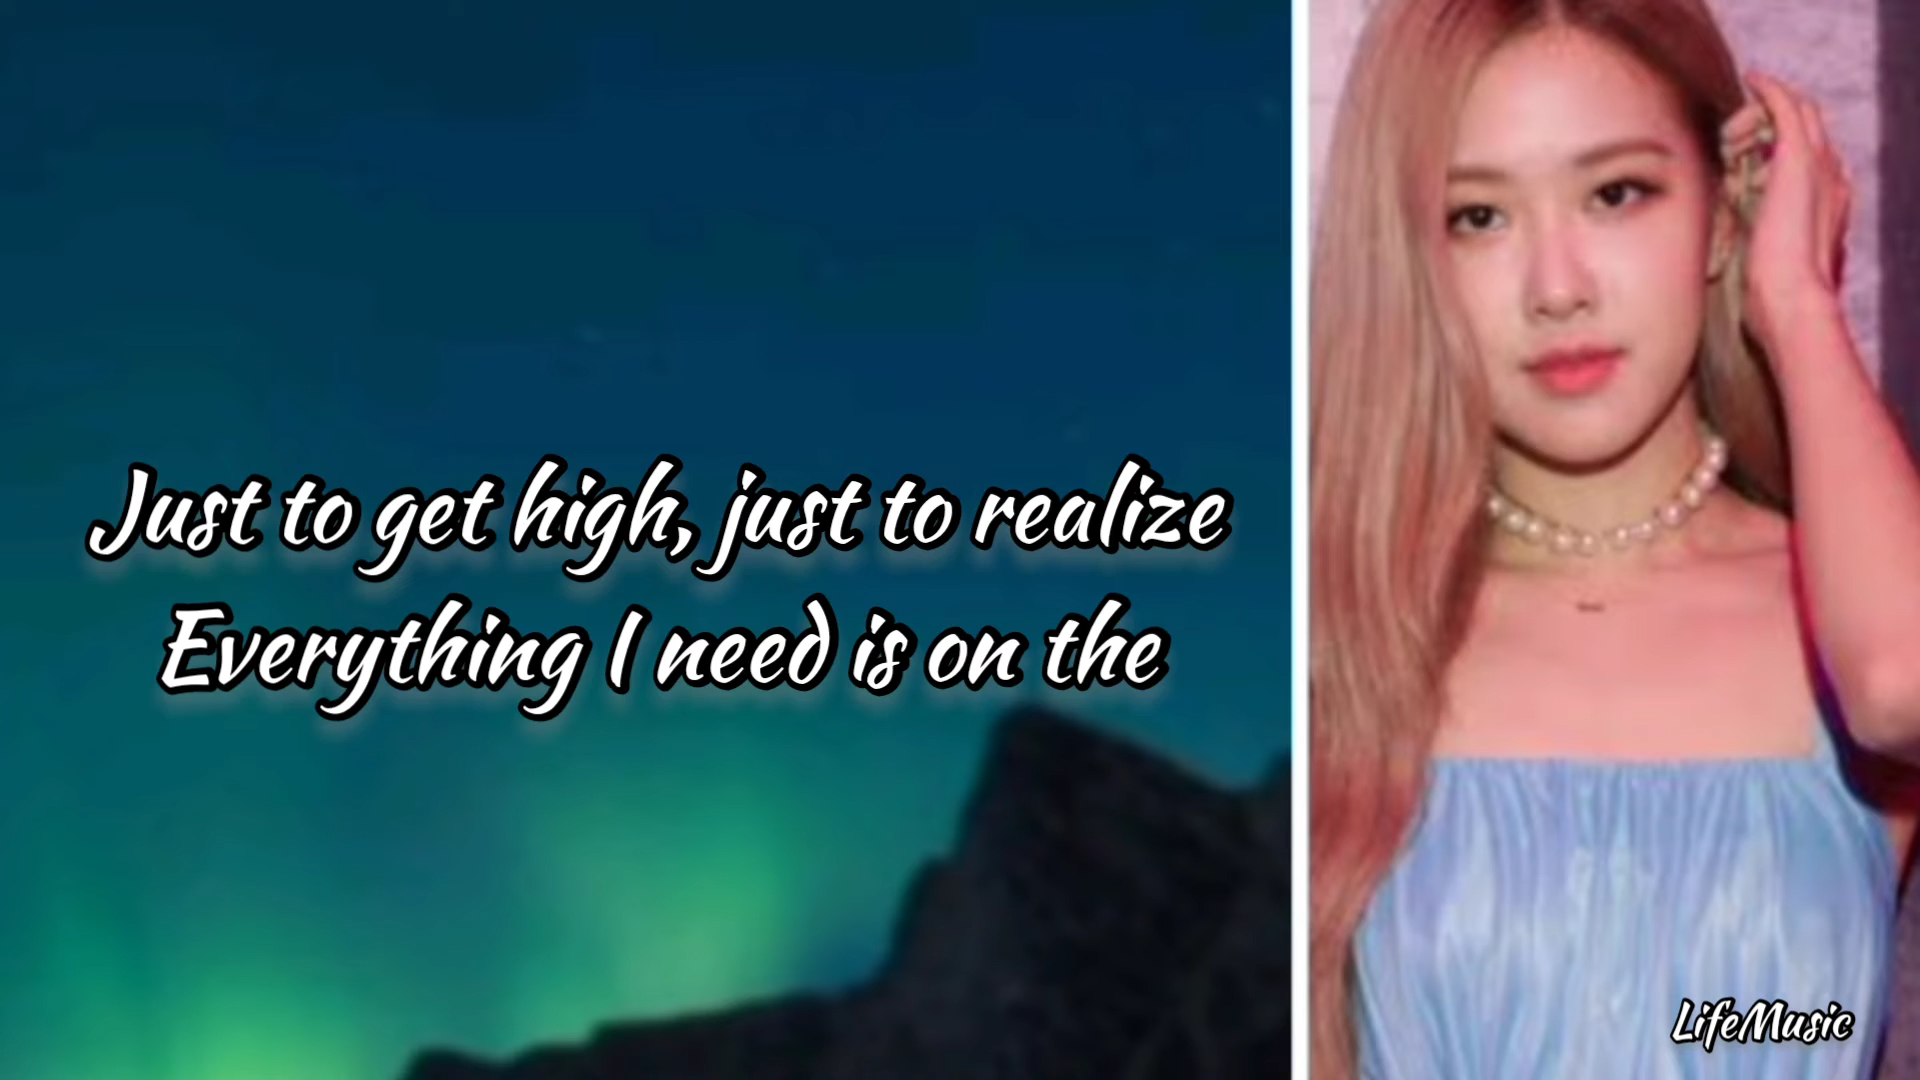 Just to get high, just to realize
Everything I need is on the
LifeMusic